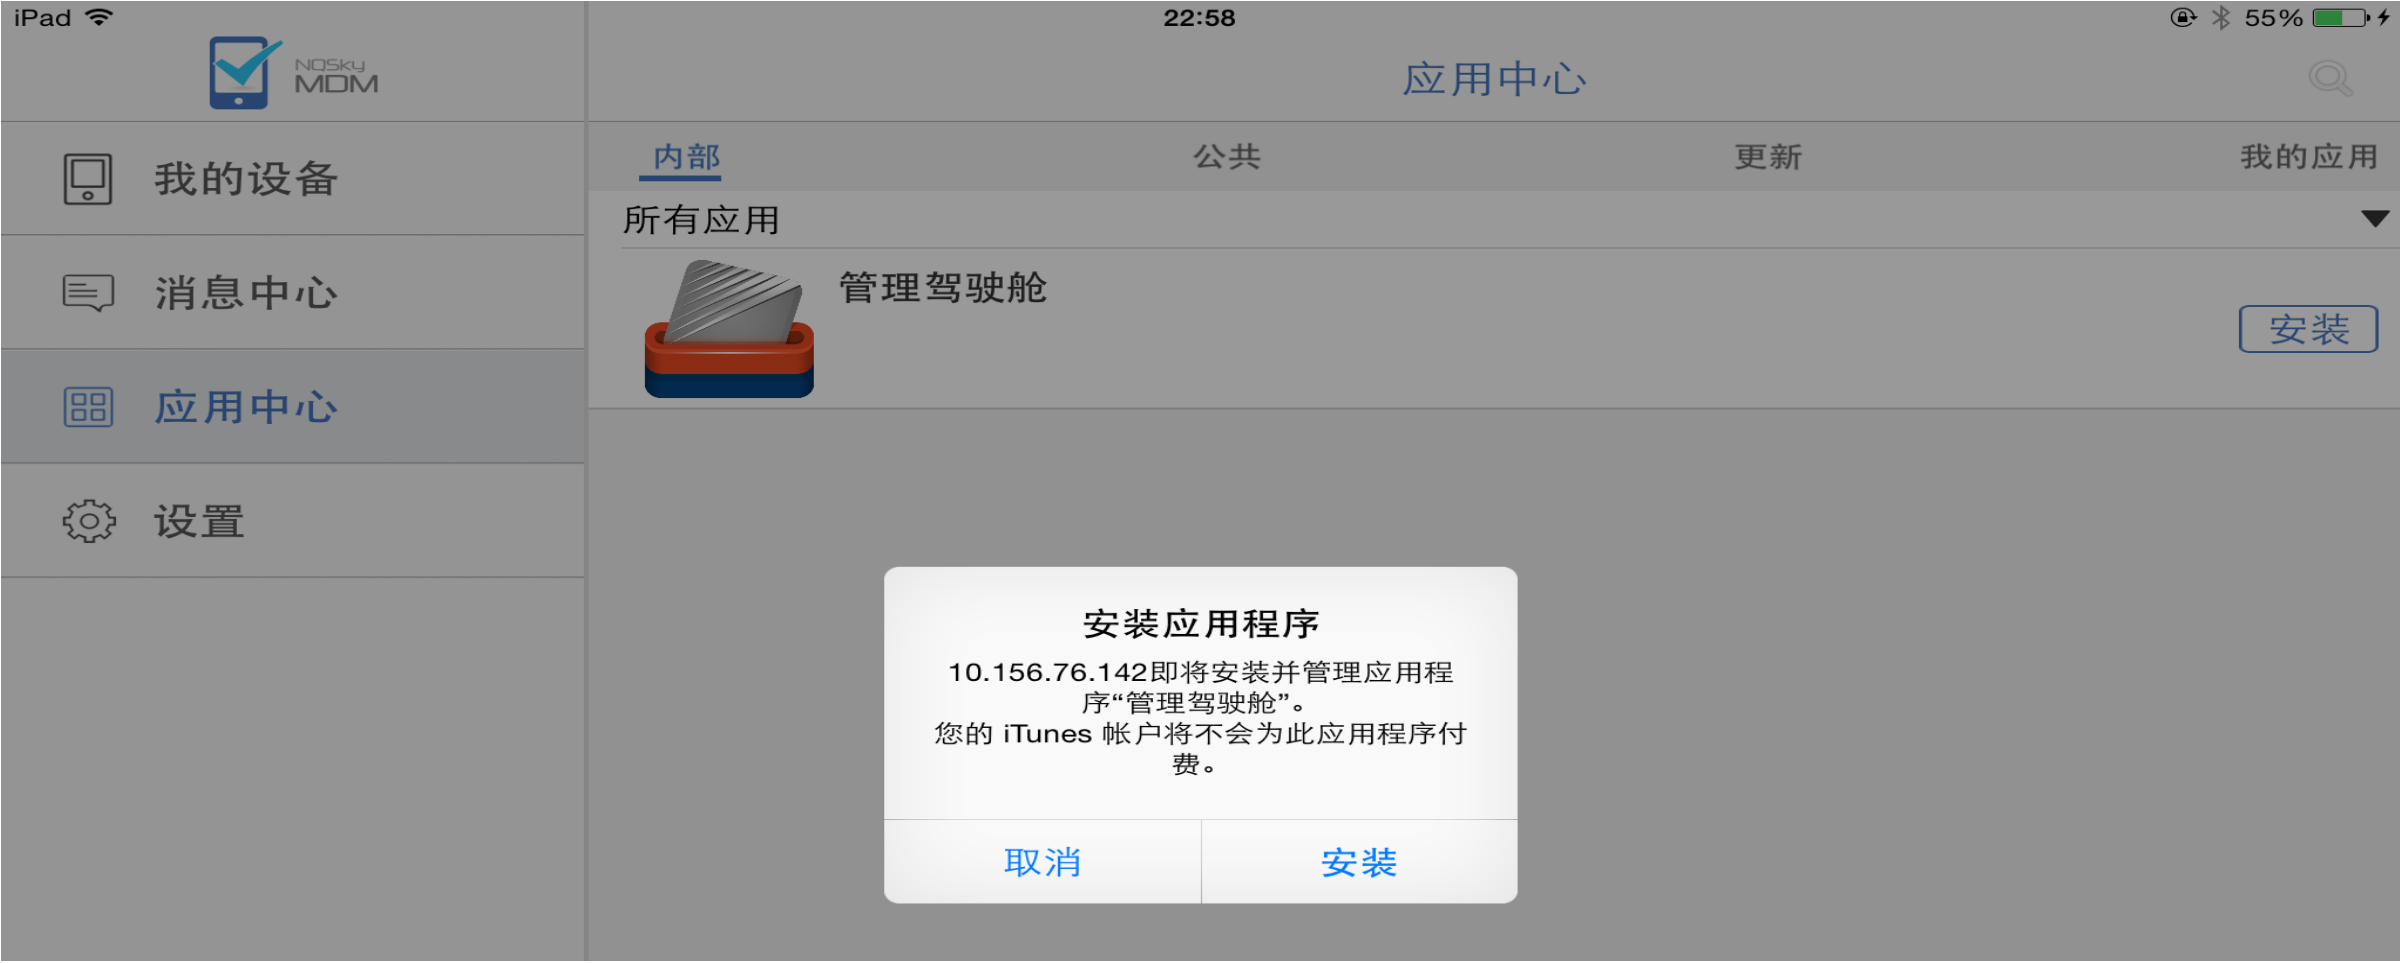 iPad
22:58
55%
NQSky
MDM
应用中心
我的设备
消息中心
应用中心
设置
内部
公共
更新
我的应用
所有应用
管理驾驶舱
安装
安装应用程序
10.156.76.142即将安装并管理应用程
序“管理驾驶舱”。
您的 iTunes 帐户将不会为此应用程序付
费。
取消
安装